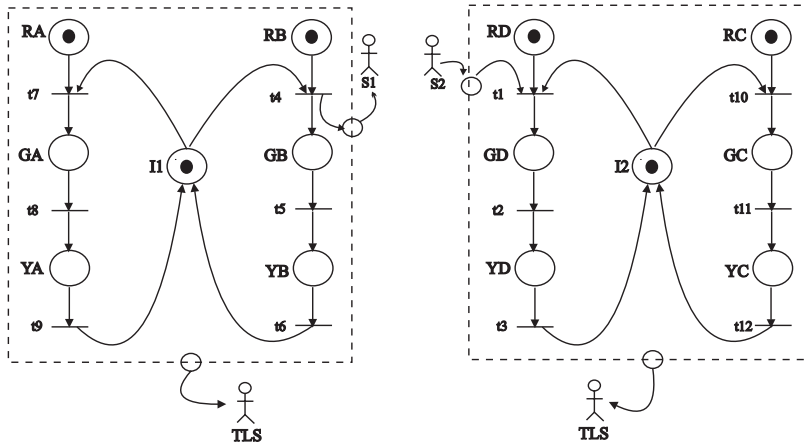 RA
RB
S1
t7
t4
GA
I1
GB
t8
t5
YA
YB
t9
t6
TLS
S2
RD
RC
t1
t10
GD
I2
GC
t2
t11
YD
YC
t3
t12
TLS